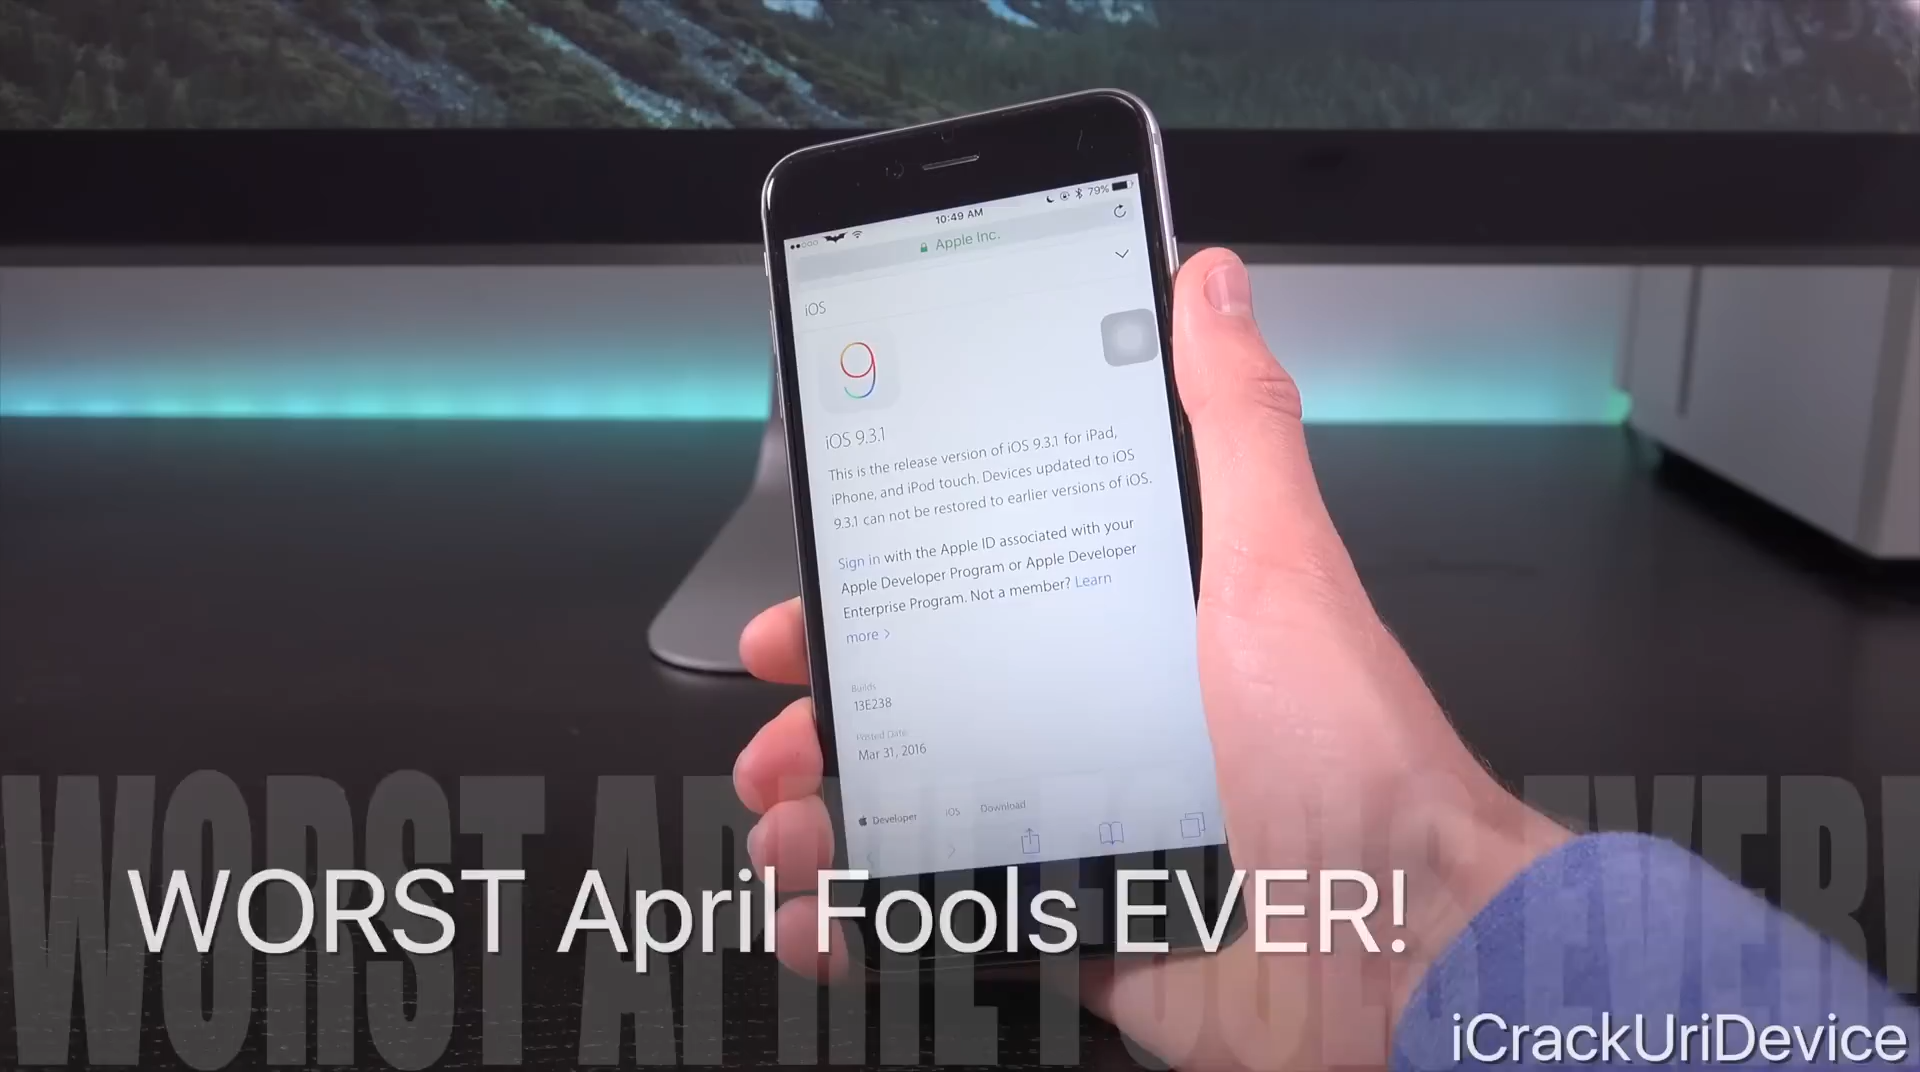 10:49 AM
79%
Apple Inc.
iOS
9
iOS 9.3.1
This is the release version of iOS 9.3.1 for iPad,
iPhone, and iPod touch. Devices updated to iOS
9.3.1 can not be restored to earlier versions of iOS.
Sign in with the Apple ID associated with your
Apple Developer Program or Apple Developer
Enterprise Program. Not a member? Learn
more >
Builds
13E238
Posted Date
Mar 31, 2016
Developer iOS Download
WORST APRIL FOOLS EVER!
WORST April Fools EVER!
iCrackUriDevice